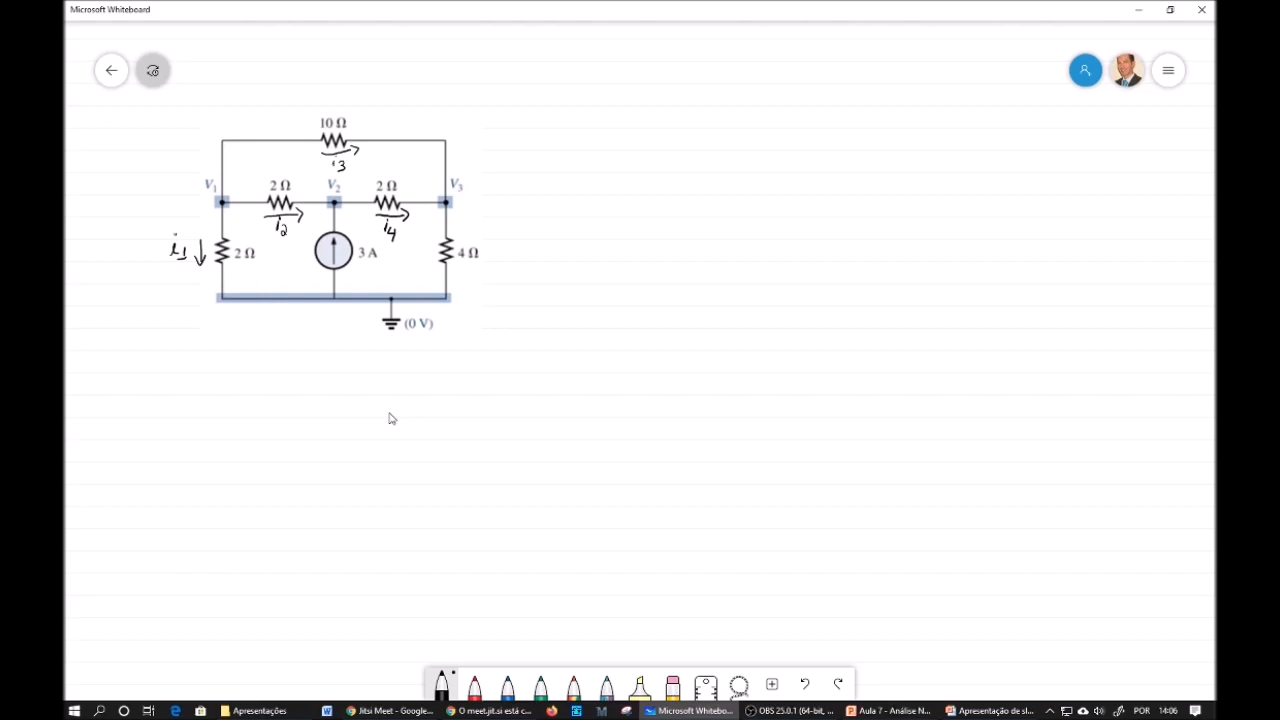 Microsoft Whiteboard
10 Ω
i3
V1 2 Ω V2 2 Ω V3
i2 i4
i1 2 Ω 3 A 4 Ω
(0 V)
Apresentações Jitsi Meet - Google... O meet.jit.si está c... Microsoft Whitebo... OBS 25.0.1 (64-bit, ... Aula 7 - Análise N... Apresentação de sl... POR 14:06